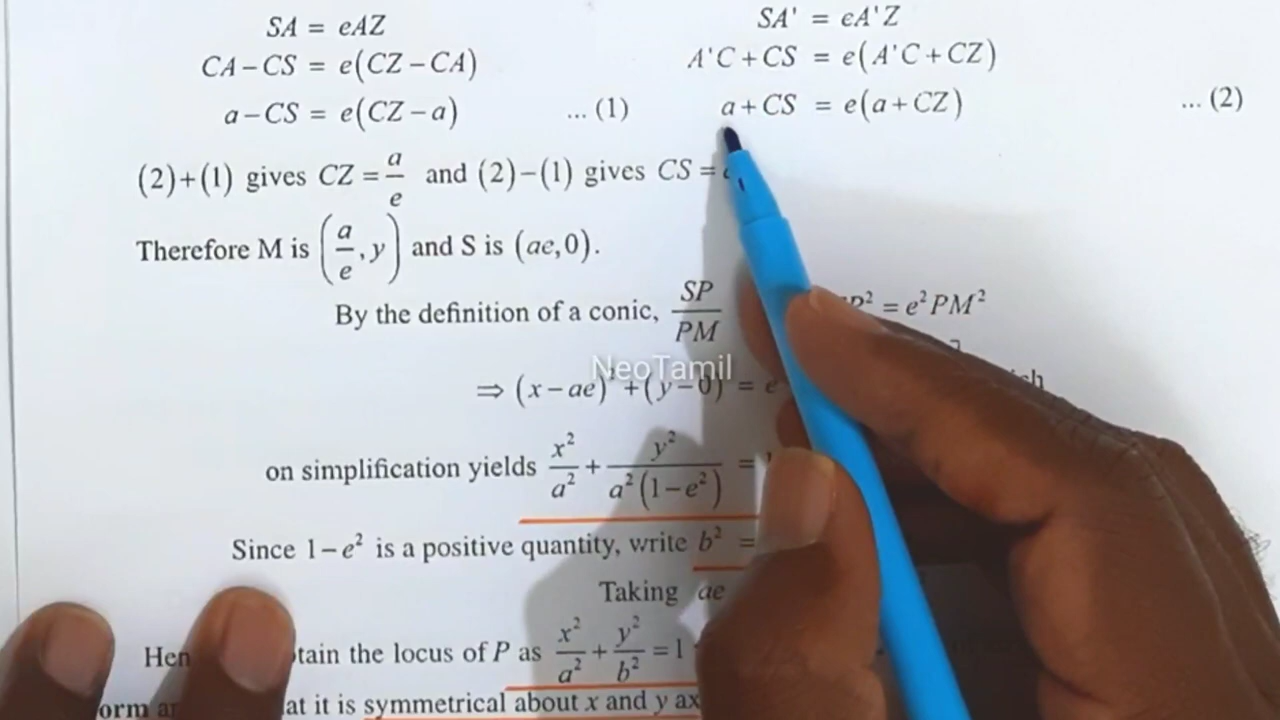 SA = eAZ SA' = eA'Z
CA – CS = e(CZ – CA) A'C + CS = e(A'C + CZ)
a – CS = e(CZ – a) ... (1) a + CS = e(a + CZ) ... (2)
(2)+(1) gives CZ = a/e and (2)–(1) gives CS =
Therefore M is (a/e, y) and S is (ae,0).
By the definition of a conic, SP/PM = e²PM²
NeoTamil
⇒ (x – ae)² + (y – 0)² = e
on simplification yields x²/a² + y²/a²(1–e²) =
Since 1–e² is a positive quantity, write b² =
Taking ae
tain the locus of P as x²/a² + y²/b² = 1
orm at it is symmetrical about x and y